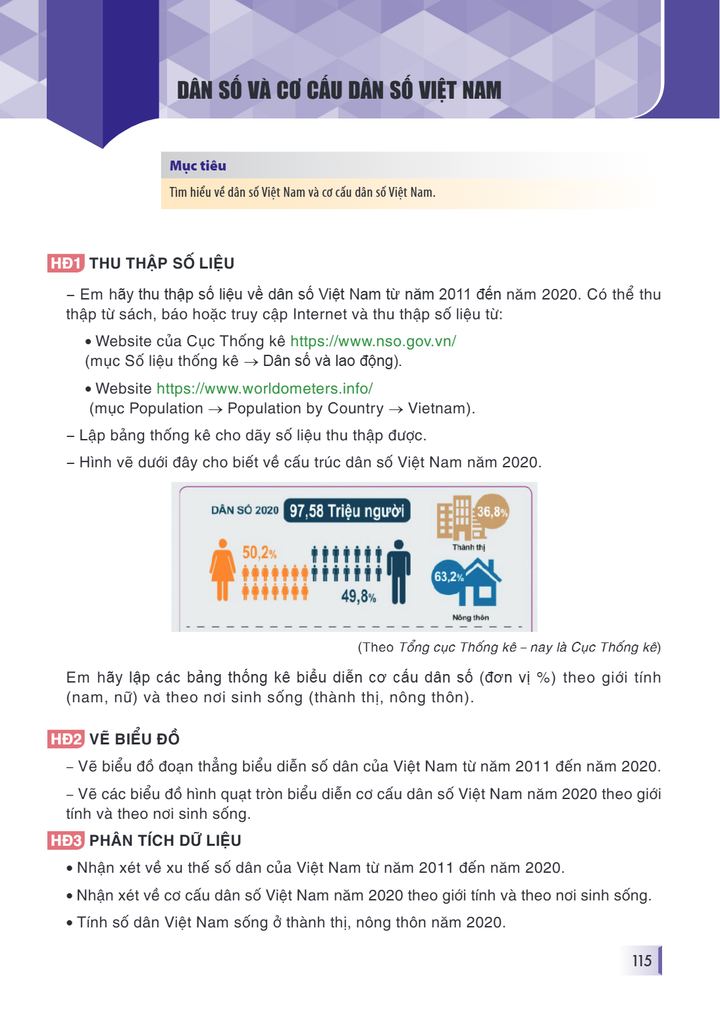 DÂN SỐ VÀ CƠ CẤU DÂN SỐ VIỆT NAM
Mục tiêu
Tìm hiểu về dân số Việt Nam và cơ cấu dân số Việt Nam.
HĐ1 THU THẬP SỐ LIỆU
– Em hãy thu thập số liệu về dân số Việt Nam từ năm 2011 đến năm 2020. Có thể thu
thập từ sách, báo hoặc truy cập Internet và thu thập số liệu từ:
• Website của Cục Thống kê https://www.nso.gov.vn/
(mục Số liệu thống kê → Dân số và lao động).
• Website https://www.worldometers.info/
(mục Population → Population by Country → Vietnam).
– Lập bảng thống kê cho dãy số liệu thu thập được.
– Hình vẽ dưới đây cho biết về cấu trúc dân số Việt Nam năm 2020.
DÂN SỐ 2020 97,58 Triệu người
36,8%
Thành thị
50,2%
49,8%
63,2%
Nông thôn
(Theo Tổng cục Thống kê – nay là Cục Thống kê)
Em hãy lập các bảng thống kê biểu diễn cơ cấu dân số (đơn vị %) theo giới tính
(nam, nữ) và theo nơi sinh sống (thành thị, nông thôn).
HĐ2 VẼ BIỂU ĐỒ
– Vẽ biểu đồ đoạn thẳng biểu diễn số dân của Việt Nam từ năm 2011 đến năm 2020.
– Vẽ các biểu đồ hình quạt tròn biểu diễn cơ cấu dân số Việt Nam năm 2020 theo giới
tính và theo nơi sinh sống.
HĐ3 PHÂN TÍCH DỮ LIỆU
• Nhận xét về xu thế số dân của Việt Nam từ năm 2011 đến năm 2020.
• Nhận xét về cơ cấu dân số Việt Nam năm 2020 theo giới tính và theo nơi sinh sống.
• Tính số dân Việt Nam sống ở thành thị, nông thôn năm 2020.
115